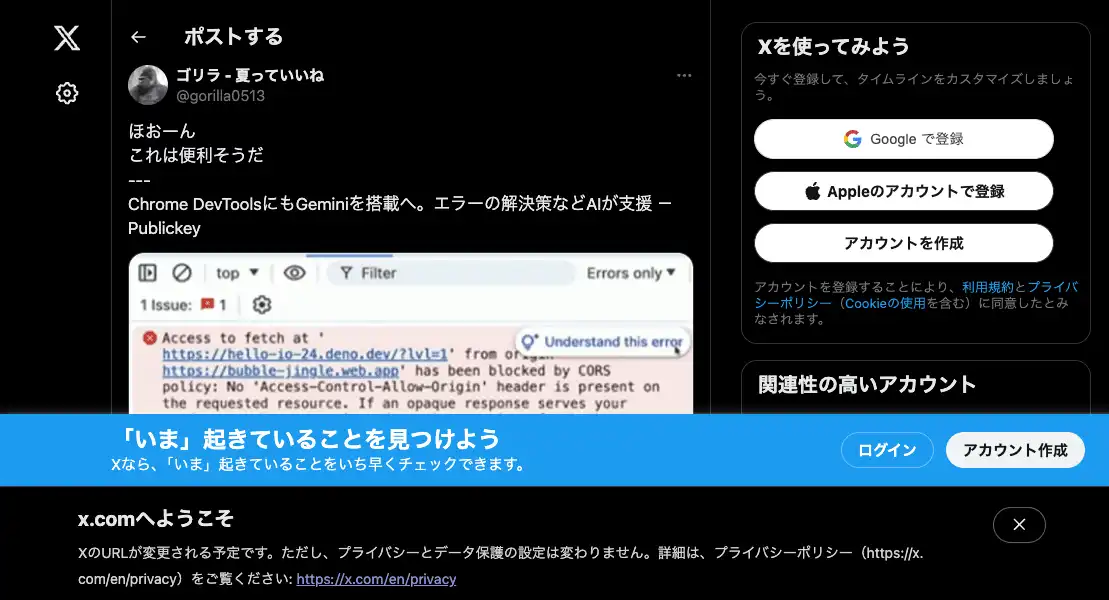 ポストする
ゴリラ - 夏っていいね
@gorilla0513
ほおーん
これは便利そうだ
---
Chrome DevToolsにもGeminiを搭載へ。エラーの解決策などAIが支援 －
Publickey
top
Filter
Errors only
1 Issue: 1
Access to fetch at '
Understand this error
https://hello-io-24.deno.dev/?lvl=1' from origin
https://bubble-jingle.web.app' has been blocked by CORS
policy: No 'Access-Control-Allow-Origin' header is present on
the requested resource. If an opaque response serves your
Xを使ってみよう
今すぐ登録して、タイムラインをカスタマイズしましょ
う。
Google で登録
Appleのアカウントで登録
アカウントを作成
アカウントを登録することにより、利用規約とプライバ
シーポリシー（Cookieの使用を含む）に同意したとみ
なされます。
関連性の高いアカウント
「いま」起きていることを見つけよう
Xなら、「いま」起きていることをいち早くチェックできます。
ログイン
アカウント作成
x.comへようこそ
XのURLが変更される予定です。ただし、プライバシーとデータ保護の設定は変わりません。詳細は、プライバシーポリシー（https://x.
com/en/privacy）をご覧ください: https://x.com/en/privacy